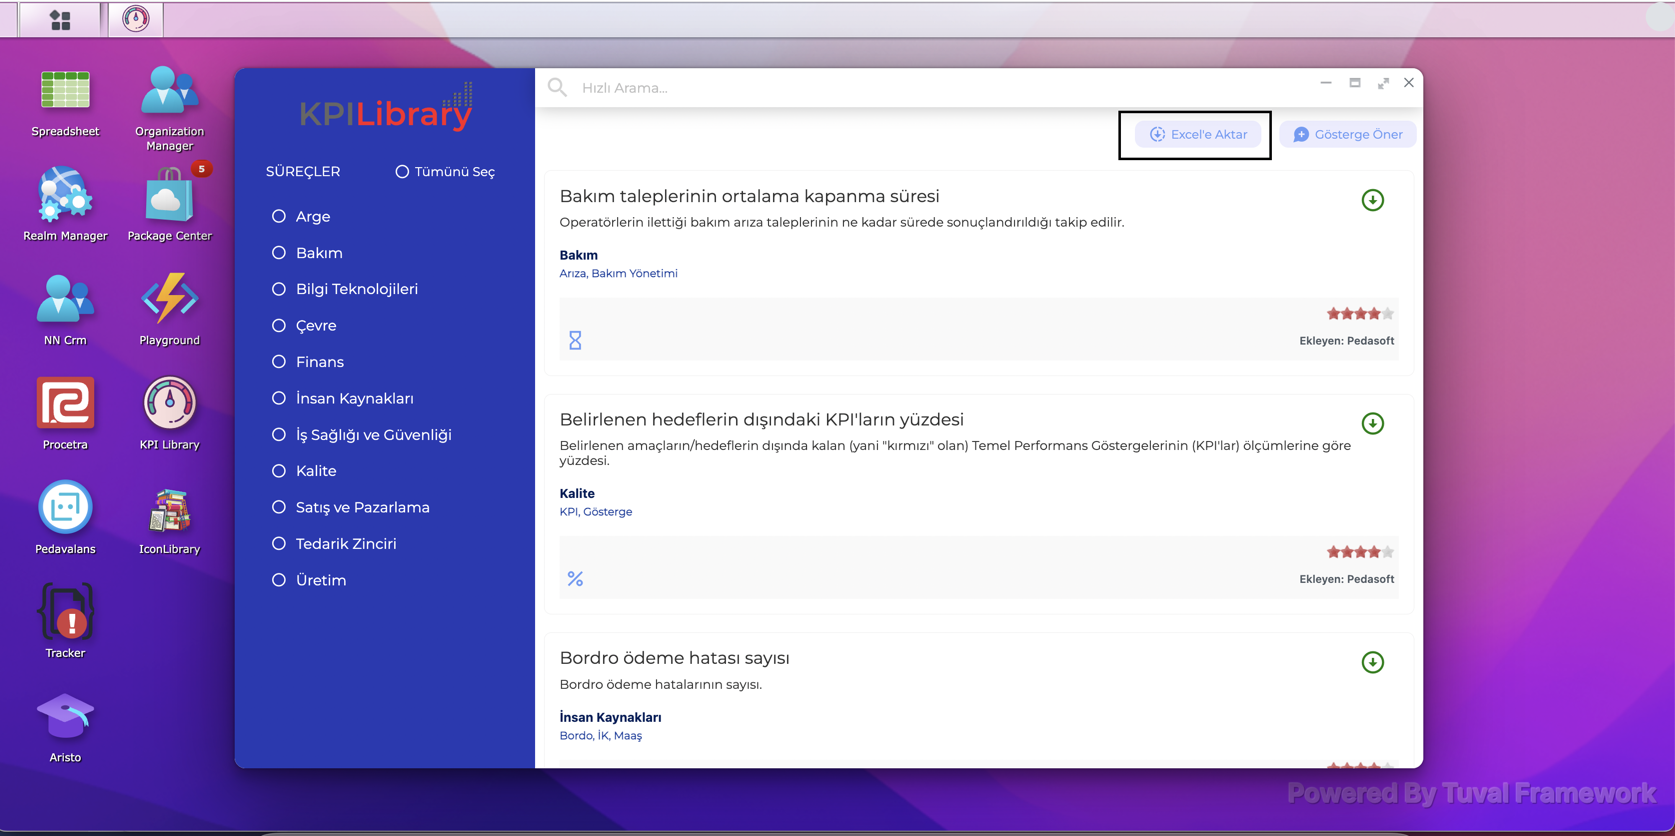 Spreadsheet
Organization
Manager
Realm Manager
5
Package Center
NN Crm
Playground
Procetra
KPI Library
Pedavalans
IconLibrary
Tracker
Aristo
KPILibrary
SÜREÇLER
Tümünü Seç
Arge
Bakım
Bilgi Teknolojileri
Çevre
Finans
İnsan Kaynakları
İş Sağlığı ve Güvenliği
Kalite
Satış ve Pazarlama
Tedarik Zinciri
Üretim
Hızlı Arama...
Excel'e Aktar
Gösterge Öner
Bakım taleplerinin ortalama kapanma süresi
Operatörlerin ilettiği bakım arıza taleplerinin ne kadar sürede sonuçlandırıldığı takip edilir.
Bakım
Arıza, Bakım Yönetimi
Ekleyen: Pedasoft
Belirlenen hedeflerin dışındaki KPI'ların yüzdesi
Belirlenen amaçların/hedeflerin dışında kalan (yani "kırmızı" olan) Temel Performans Göstergelerinin (KPI'lar) ölçümlerine göre
yüzdesi.
Kalite
KPI, Gösterge
%
Ekleyen: Pedasoft
Bordro ödeme hatası sayısı
Bordro ödeme hatalarının sayısı.
İnsan Kaynakları
Bordo, İK, Maaş
Powered By Tuval Framework